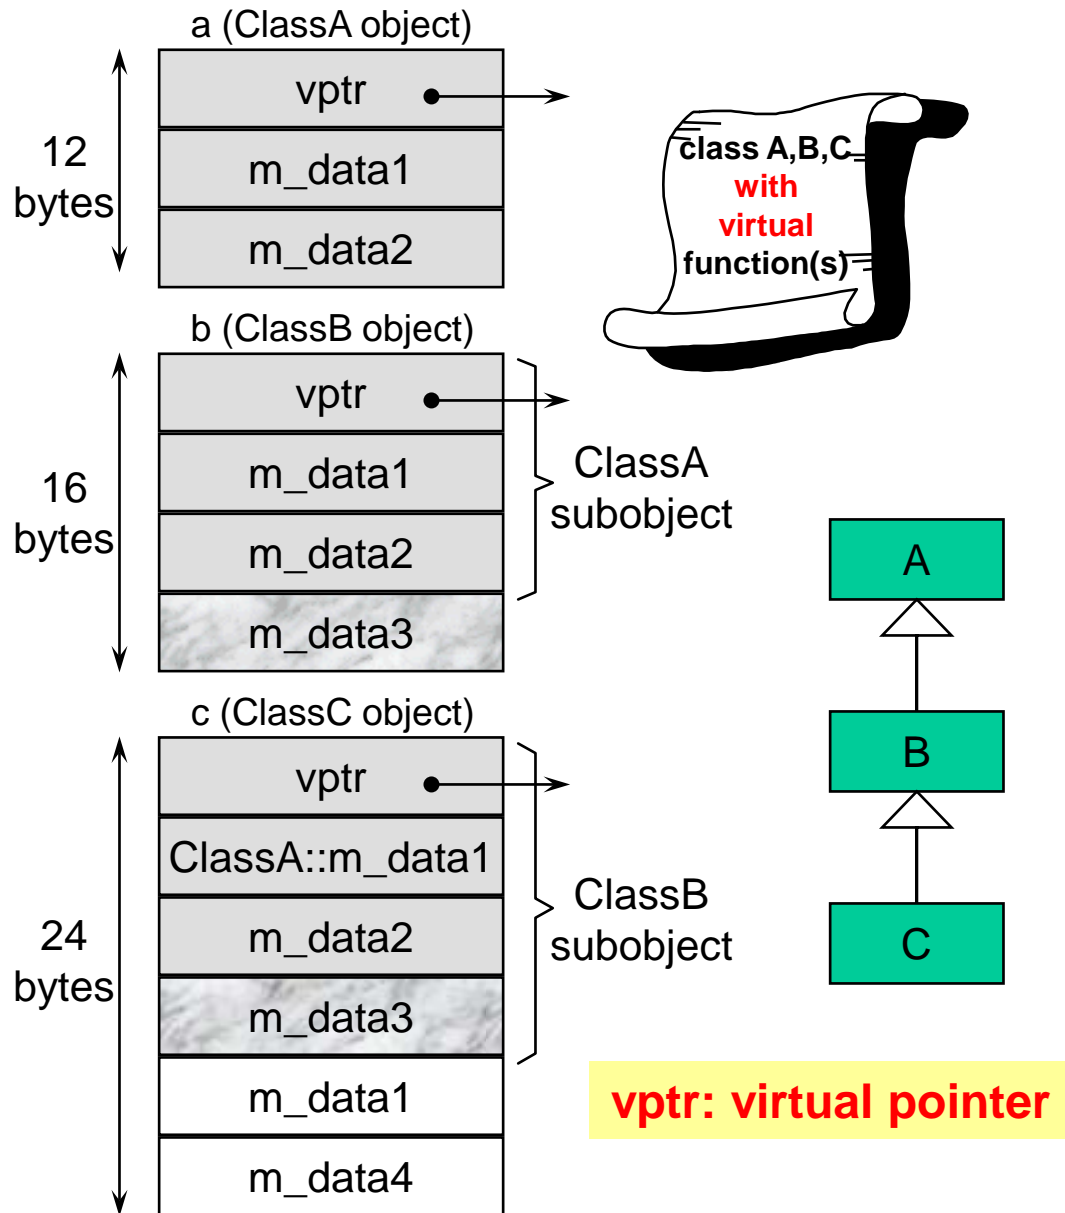 a (ClassA object)
12
bytes
vptr
m_data1
m_data2
class A,B,C
with
virtual
function(s)
b (ClassB object)
16
bytes
vptr
m_data1
m_data2
m_data3
ClassA
subobject
c (ClassC object)
24
bytes
vptr
ClassA::m_data1
m_data2
m_data3
m_data1
m_data4
ClassB
subobject
A
B
C
vptr: virtual pointer